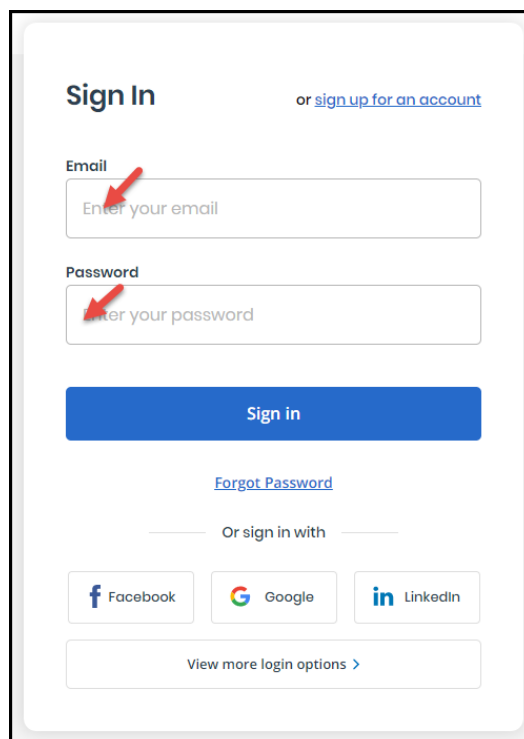 Sign In
or sign up for an account
Email
Enter your email
Password
Enter your password
Sign in
Forgot Password
Or sign in with
Facebook Google LinkedIn
View more login options